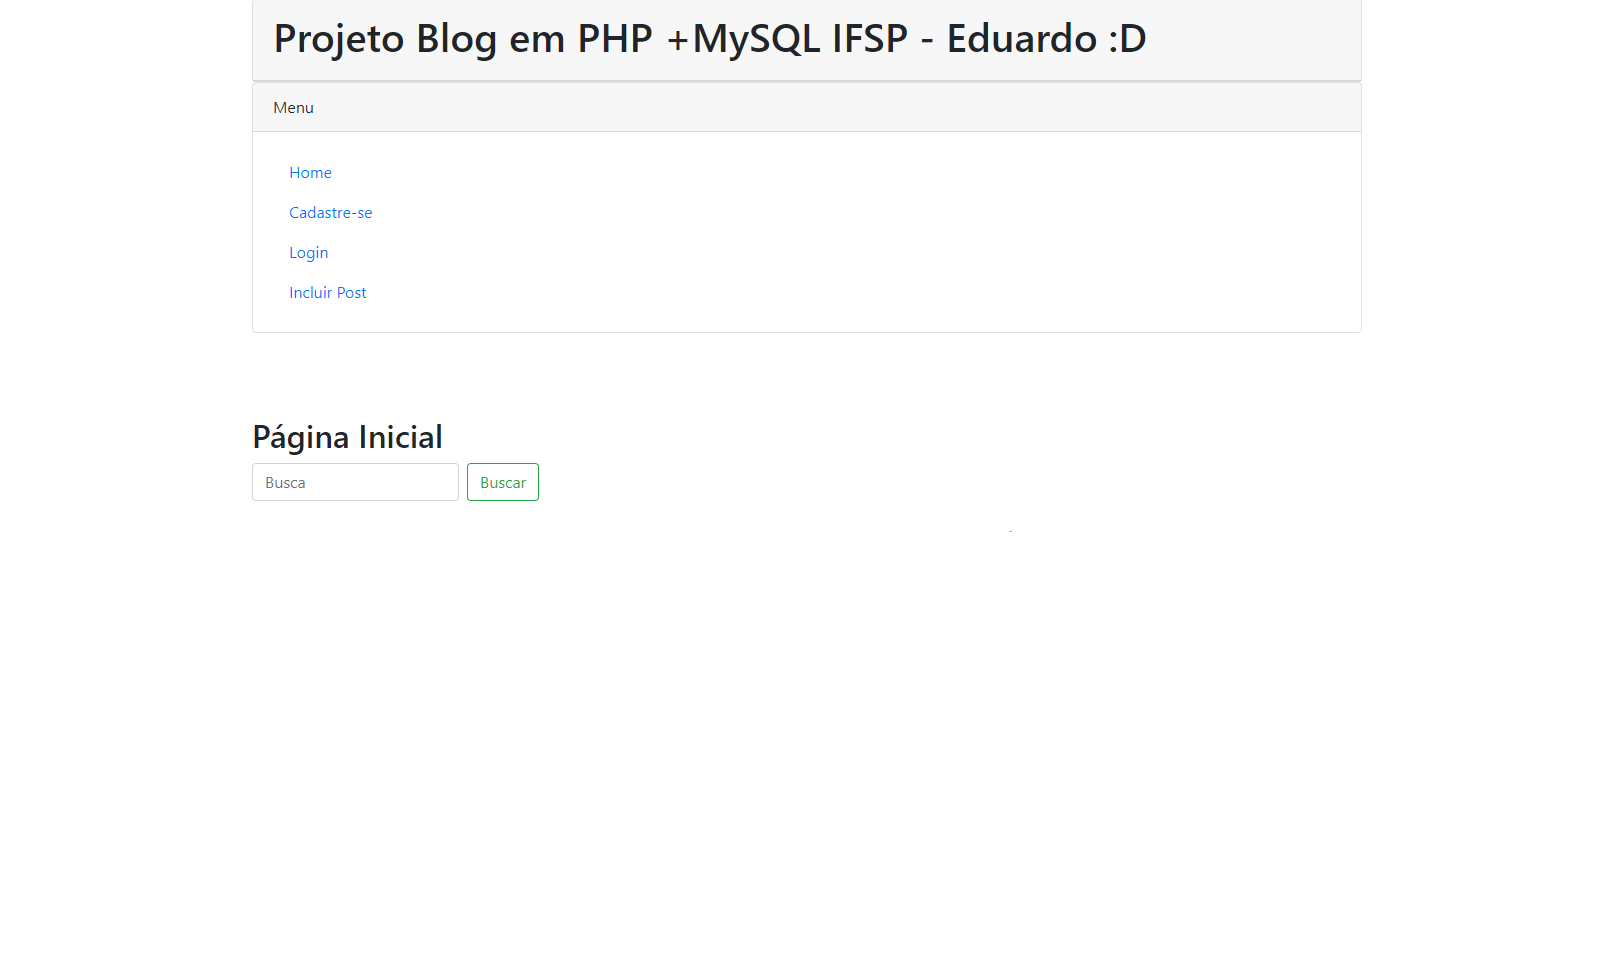 Projeto Blog em PHP +MySQL IFSP - Eduardo :D
Menu
Home
Cadastre-se
Login
Incluir Post
Página Inicial
Busca
Buscar